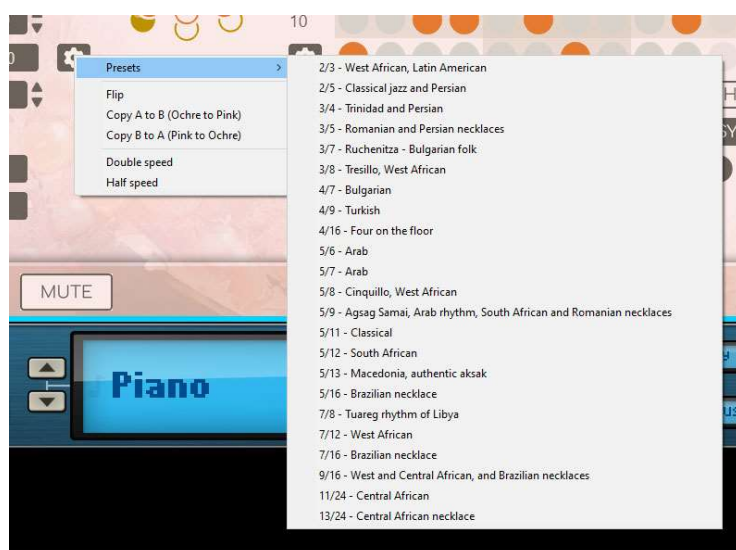 10
0
Presets
Flip
Copy A to B (Ochre to Pink)
Copy B to A (Pink to Ochre)
Double speed
Half speed
2/3 - West African, Latin American
2/5 - Classical jazz and Persian
3/4 - Trinidad and Persian
3/5 - Romanian and Persian necklaces
3/7 - Ruchenitza - Bulgarian folk
3/8 - Tresillo, West African
4/7 - Bulgarian
4/9 - Turkish
4/16 - Four on the floor
5/6 - Arab
5/7 - Arab
5/8 - Cinquillo, West African
5/9 - Agsag Samai, Arab rhythm, South African and Romanian necklaces
5/11 - Classical
5/12 - South African
5/13 - Macedonia, authentic aksak
5/16 - Brazilian necklace
7/8 - Tuareg rhythm of Libya
7/12 - West African
7/16 - Brazilian necklace
9/16 - West and Central African, and Brazilian necklaces
11/24 - Central African
13/24 - Central African necklace
MUTE
Piano